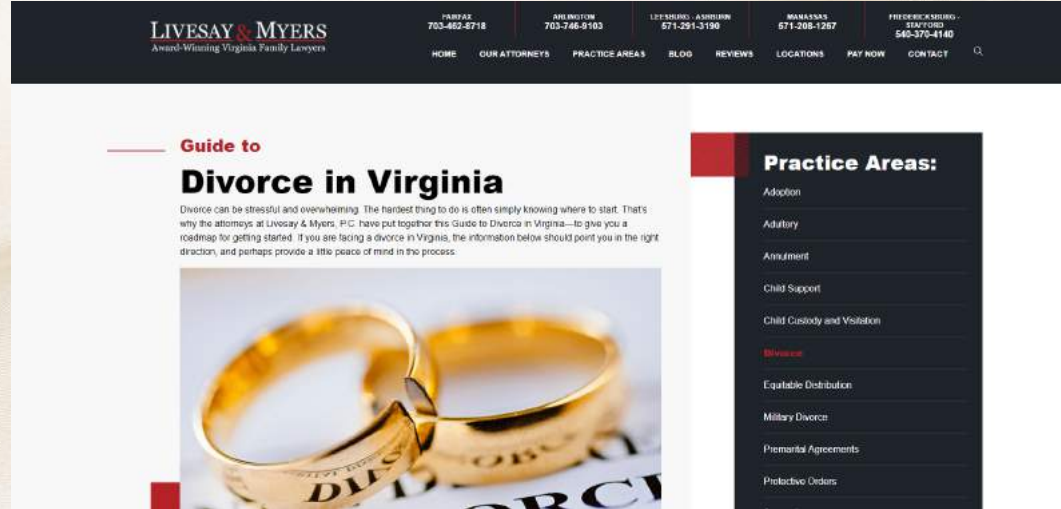 LIVESAY & MYERS
Award-Winning Virginia Family Lawyers
FAIRFAX
703-462-8718
ARLINGTON
703-746-9103
LEESBURG - ASHBURN
571-291-3190
MANASSAS
571-208-1267
FREDERICKSBURG -
STAFFORD
540-370-4140
HOME OUR ATTORNEYS PRACTICE AREAS BLOG REVIEWS LOCATIONS PAY NOW CONTACT
Guide to
Divorce in Virginia
Divorce can be stressful and overwhelming. The hardest thing to do is often simply knowing where to start. That's
why the attorneys at Livesay & Myers, P.C. have put together this Guide to Divorce in Virginia—to give you a
roadmap for getting started. If you are facing a divorce in Virginia, the information below should point you in the right
direction, and perhaps provide a little peace of mind in the process.
Practice Areas:
Adoption
Adultery
Annulment
Child Support
Child Custody and Visitation
Divorce
Equitable Distribution
Military Divorce
Premarital Agreements
Protective Orders